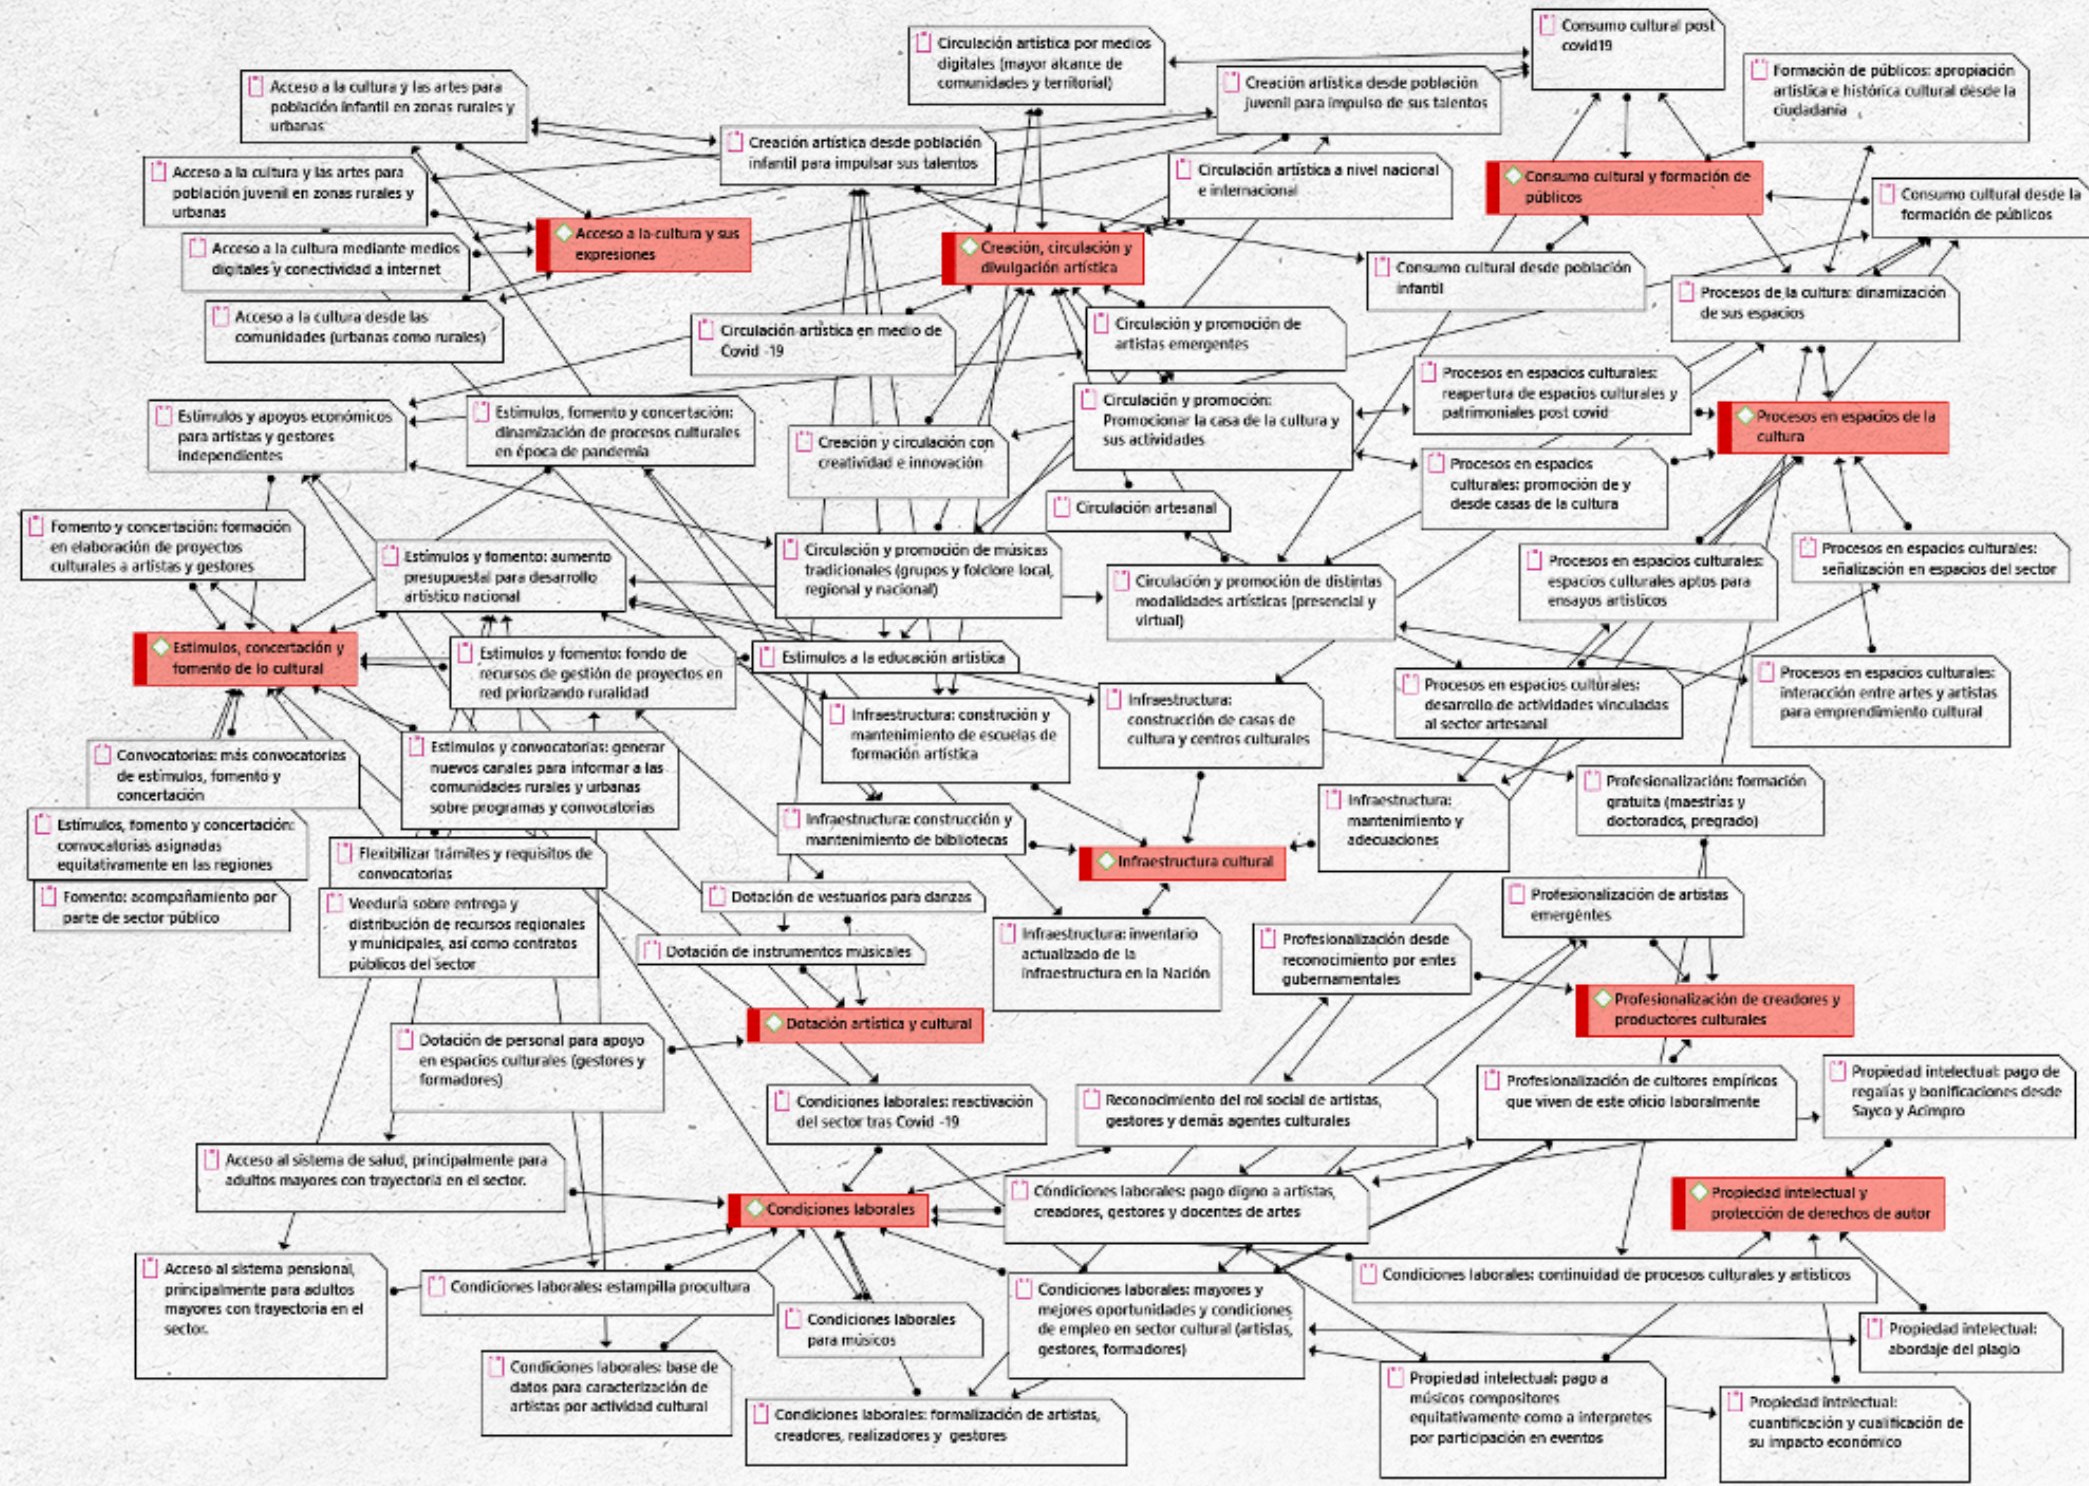 Circulación artística por medios
digitales (mayor alcance de
comunidades y territorial)
Consumo cultural post
covid19
Formación de públicos: apropiación
artística e histórica cultural desde la
ciudadanía
Acceso a la cultura y las artes para
población infantil en zonas rurales y
urbanas
Creación artística desde población
juvenil para impulso de sus talentos
Creación artística desde población
infantil para impulsar sus talentos
Acceso a la cultura y las artes para
población juvenil en zonas rurales y
urbanas
Circulación artística a nivel nacional
e internacional
Consumo cultural y formación de
públicos
Consumo cultural desde la
formación de públicos
Acceso a la cultura y sus
expresiones
Acceso a la cultura mediante medios
digitales y conectividad a internet
Creación, circulación y
divulgación artística
Consumo cultural desde población
infantil
Procesos de la cultura: dinamización
de sus espacios
Acceso a la cultura desde las
comunidades (urbanas como rurales)
Circulación artística en medio de
Covid -19
Circulación y promoción de
artistas emergentes
Procesos en espacios culturales:
reapertura de espacios culturales y
patrimoniales post covid
Procesos en espacios de la
cultura
Estímulos y apoyos económicos
para artistas y gestores
independientes
Estímulos, fomento y concertación:
dinamización de procesos culturales
en época de pandemia
Circulación y promoción:
Promocionar la casa de la cultura y
sus actividades
Creación y circulación con
creatividad e innovación
Procesos en espacios
culturales: promoción de y
desde casas de la cultura
Circulación artesanal
Fomento y concertación: formación
en elaboración de proyectos
culturales a artistas y gestores
Estímulos y fomento: aumento
presupuestal para desarrollo
artístico nacional
Circulación y promoción de músicas
tradicionales (grupos y folclore local,
regional y nacional)
Circulación y promoción de distintas
modalidades artísticas (presencial y
virtual)
Procesos en espacios culturales:
espacios culturales aptos para
ensayos artísticos
Procesos en espacios culturales:
señalización en espacios del sector
Estímulos, concertación y
fomento de lo cultural
Estímulos y fomento: fondo de
recursos de gestión de proyectos en
red priorizando ruralidad
Estímulos a la educación artística
Infraestructura: construción y
mantenimiento de escuelas de
formación artística
Infraestructura:
construcción de casas de
cultura y centros culturales
Procesos en espacios culturales:
desarrollo de actividades vinculadas
al sector artesanal
Procesos en espacios culturales:
interacción entre artes y artistas
para emprendimiento cultural
Convocatorias: más convocatorias
de estímulos, fomento y
concertación
Estímulos y convocatorias: generar
nuevos canales para informar a las
comunidades rurales y urbanas
sobre programas y convocatorias
Infraestructura:
mantenimiento y
adecuaciones
Profesionalización: formación
gratuita (maestrías y
doctorados, pregrado)
Estímulos, fomento y concertación:
convocatorias asignadas
equitativamente en las regiones
Flexibilizar trámites y requisitos de
convocatorias
Infraestructura: construcción y
mantenimiento de bibliotecas
Infraestructura cultural
Fomento: acompañamiento por
parte de sector público
Veeduría sobre entrega y
distribución de recursos regionales
y municipales, así como contratos
públicos del sector
Dotación de vestuarios para danzas
Dotación de instrumentos músicales
Infraestructura: inventario
actualizado de la
infraestructura en la Nación
Profesionalización desde
reconocimiento por entes
gubernamentales
Profesionalización de artistas
emergentes
Profesionalización de creadores y
productores culturales
Dotación de personal para apoyo
en espacios culturales (gestores y
formadores)
Dotación artística y cultural
Condiciones laborales: reactivación
del sector tras Covid -19
Reconocimiento del rol social de artistas,
gestores y demás agentes culturales
Profesionalización de cultores empíricos
que viven de este oficio laboralmente
Propiedad intelectual: pago de
regalías y bonificaciones desde
Sayco y Acimpro
Acceso al sistema de salud, principalmente para
adultos mayores con trayectoria en el sector.
Condiciones laborales
Condiciones laborales: pago digno a artistas,
creadores, gestores y docentes de artes
Propiedad intelectual y
protección de derechos de autor
Acceso al sistema pensional,
principalmente para adultos
mayores con trayectoria en el
sector.
Condiciones laborales: estampilla procultura
Condiciones laborales
para músicos
Condiciones laborales: mayores y
mejores oportunidades y condiciones
de empleo en sector cultural (artistas,
gestores, formadores)
Condiciones laborales: continuidad de procesos culturales y artísticos
Propiedad intelectual:
abordaje del plagio
Condiciones laborales: base de
datos para caracterización de
artistas por actividad cultural
Condiciones laborales: formalización de artistas,
creadores, realizadores y gestores
Propiedad intelectual: pago a
músicos compositores
equitativamente como a interpretes
por participación en eventos
Propiedad intelectual:
cuantificación y cualificación de
su impacto económico